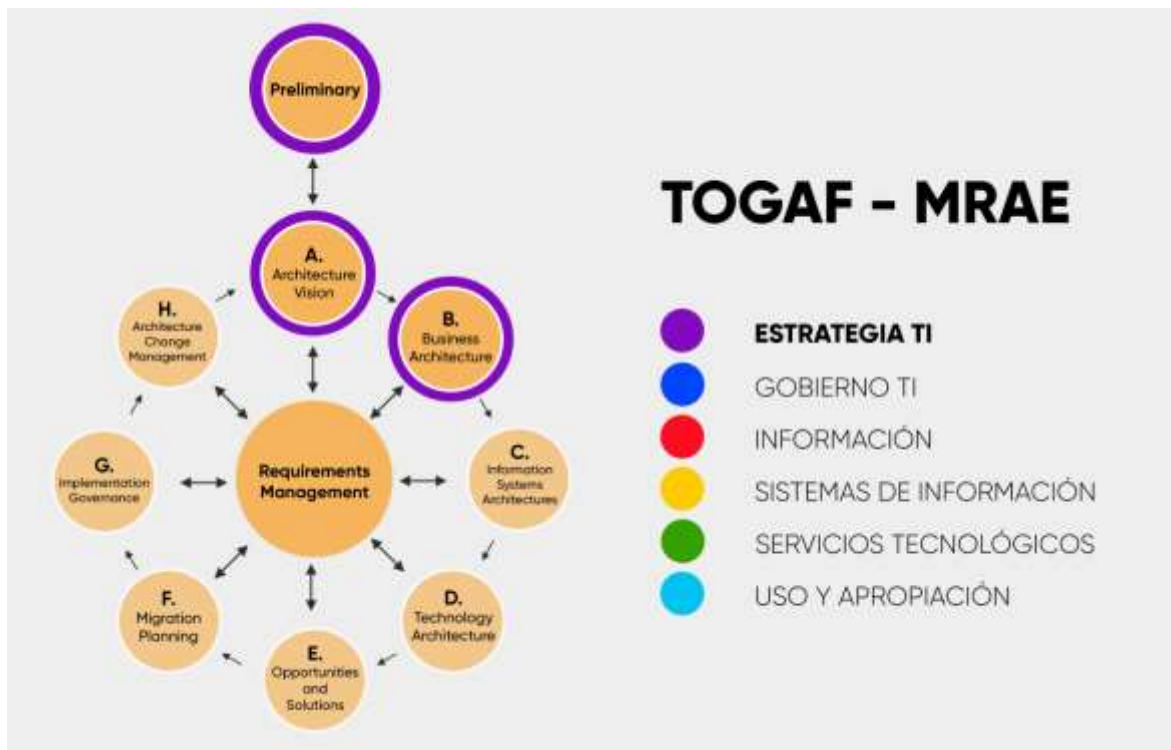 Preliminary
A.
Architecture
Vision
B.
Business
Architecture
C.
Information
Systems
Architectures
D.
Technology
Architecture
E.
Opportunities
and
Solutions
F.
Migration
Planning
G.
Implementation
Governance
H.
Architecture
Change
Management
Requirements
Management
TOGAF - MRAE
ESTRATEGIA TI
GOBIERNO TI
INFORMACIÓN
SISTEMAS DE INFORMACIÓN
SERVICIOS TECNOLÓGICOS
USO Y APROPIACIÓN